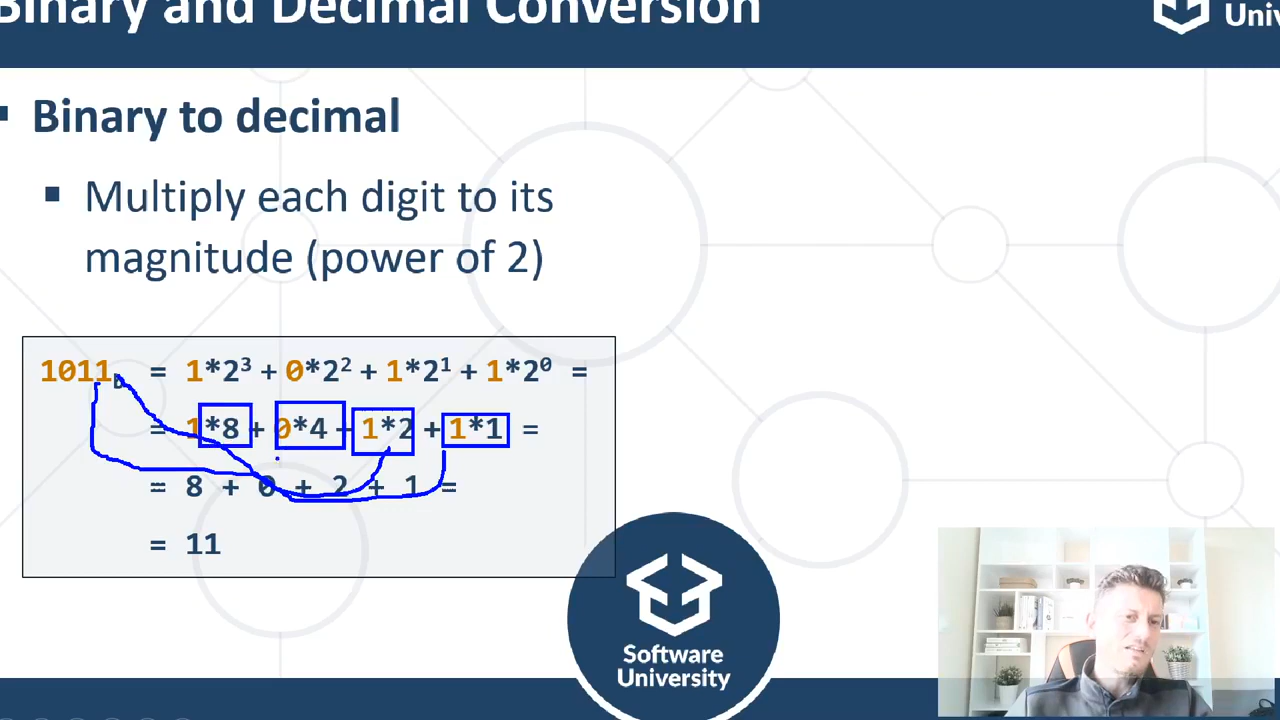 Binary and Decimal Conversion
Binary to decimal
Multiply each digit to its
magnitude (power of 2)
1011 = 1*2³ + 0*2² + 1*2¹ + 1*2⁰ =
= 1*8 + 0*4 + 1*2 + 1*1 =
= 8 + 0 + 2 + 1 =
= 11
Software
University